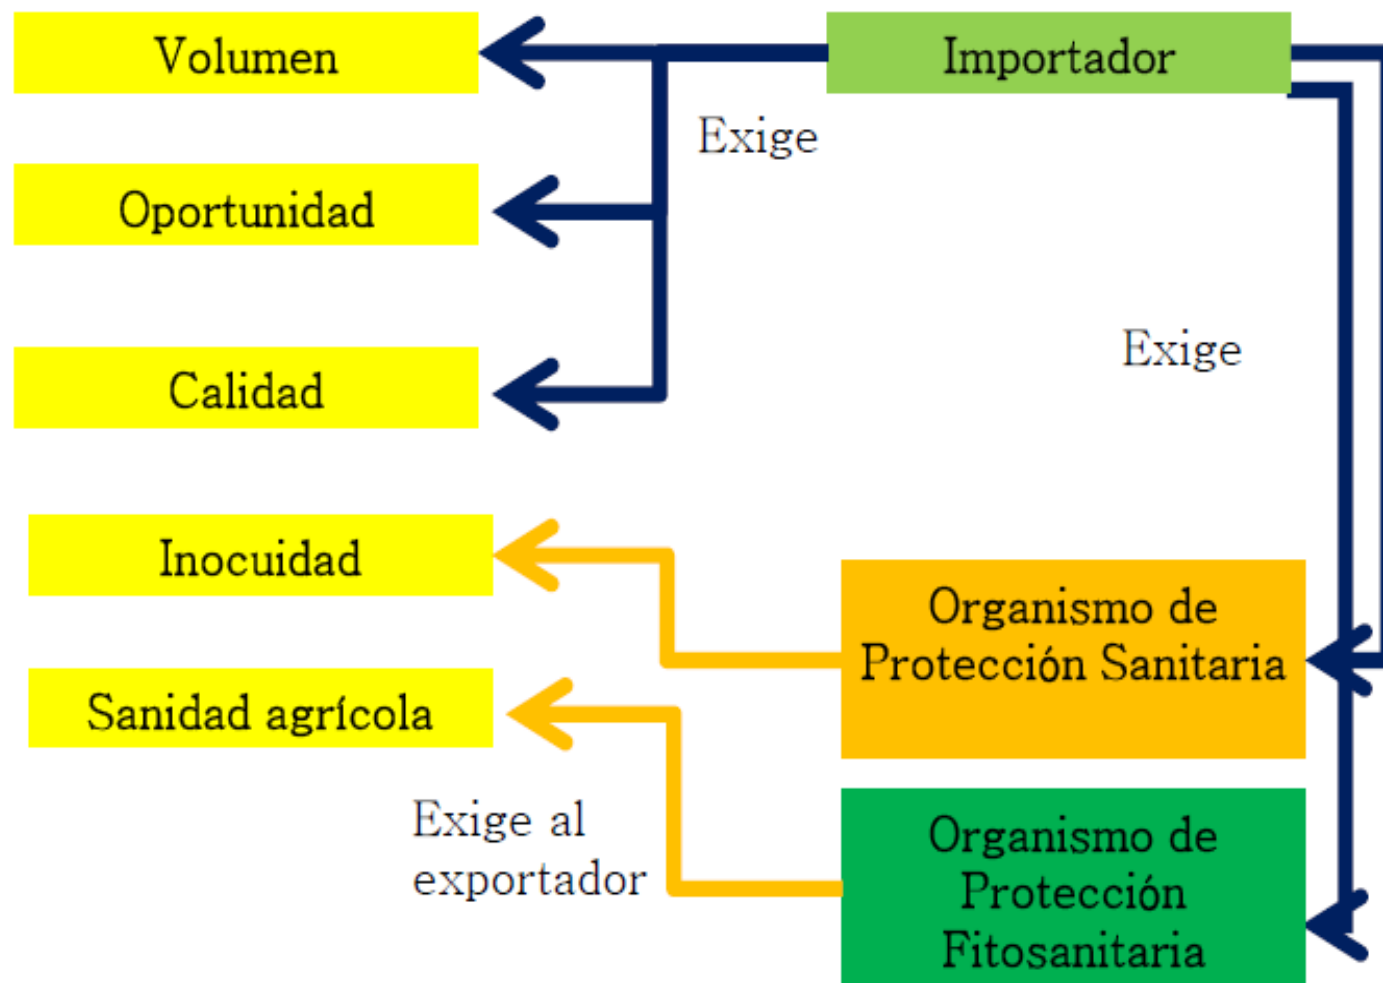 Volumen
Importador
Exige
Oportunidad
Exige
Calidad
Inocuidad
Organismo de
Protección Sanitaria
Sanidad agrícola
Exige al
exportador
Organismo de
Protección
Fitosanitaria